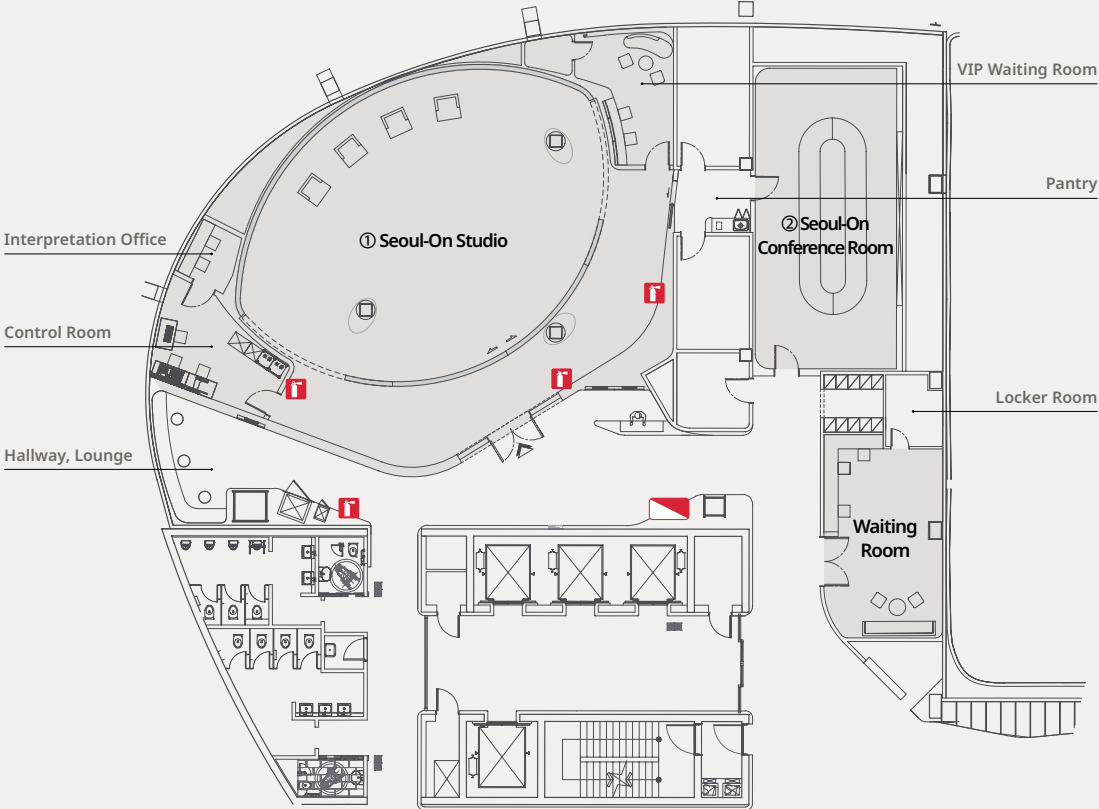 VIP Waiting Room
Pantry
① Seoul-On Studio
② Seoul-On
Conference Room
Interpretation Office
Control Room
Locker Room
Hallway, Lounge
Waiting
Room